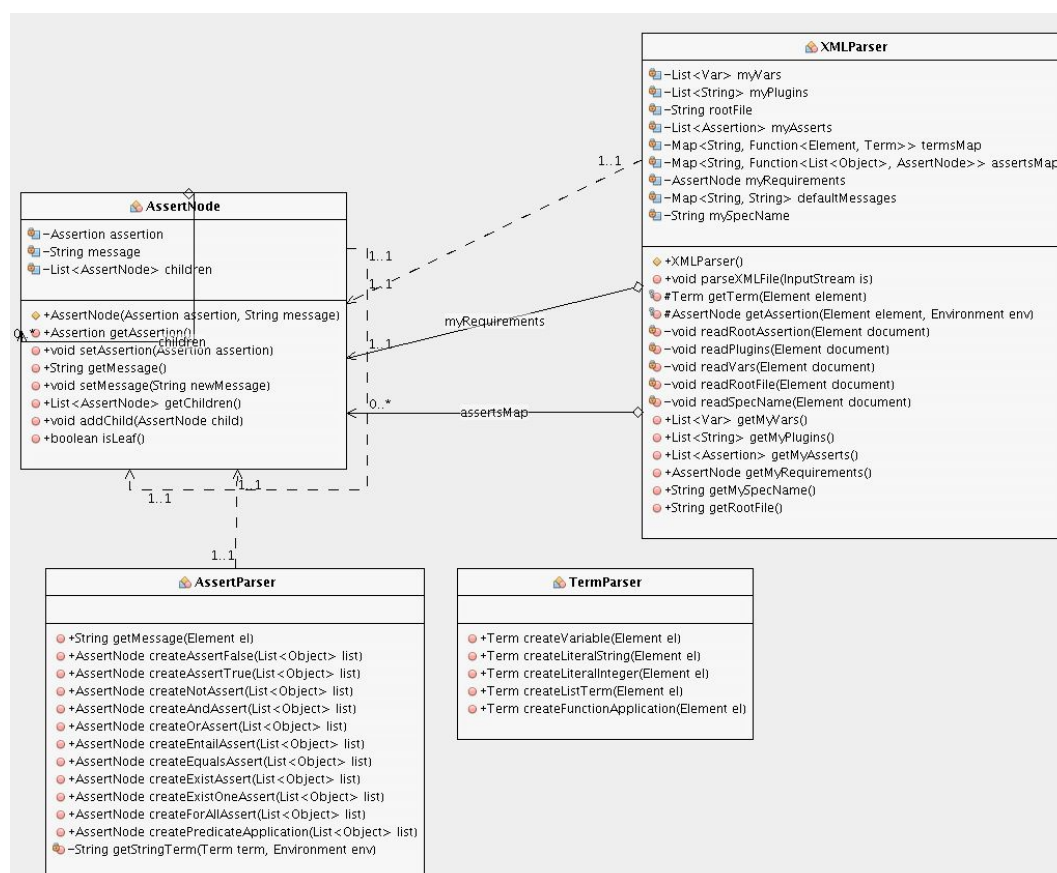 XMLParser
-List<Var> myVars
-List<String> myPlugins
-String rootFile
-List<Assertion> myAsserts
-Map<String, Function<Element, Term>> termsMap
-Map<String, Function<List<Object>, AssertNode>> assertsMap
-AssertNode myRequirements
-Map<String, String> defaultMessages
-String mySpecName
+XMLParser()
+void parseXMLFile(InputStream is)
#Term getTerm(Element element)
#AssertNode getAssertion(Element element, Environment env)
-void readRootAssertion(Element document)
-void readPlugins(Element document)
-void readVars(Element document)
-void readRootFile(Element document)
-void readSpecName(Element document)
+List<Var> getMyVars()
+List<String> getMyPlugins()
+List<Assertion> getMyAsserts()
+AssertNode getMyRequirements()
+String getMySpecName()
+String getRootFile()
1..1
AssertNode
-Assertion assertion
-String message
-List<AssertNode> children
+AssertNode(Assertion assertion, String message)
+Assertion getAssertion()
+void setAssertion(Assertion assertion)
+String getMessage()
+void setMessage(String newMessage)
+List<AssertNode> getChildren()
+void addChild(AssertNode child)
+boolean isLeaf()
0..*
children
1..1
1..1
myRequirements
1..1
0..*
assertsMap
1..1
1..1
1..1
AssertParser
+String getMessage(Element el)
+AssertNode createAssertFalse(List<Object> list)
+AssertNode createAssertTrue(List<Object> list)
+AssertNode createNotAssert(List<Object> list)
+AssertNode createAndAssert(List<Object> list)
+AssertNode createOrAssert(List<Object> list)
+AssertNode createEntailAssert(List<Object> list)
+AssertNode createEqualsAssert(List<Object> list)
+AssertNode createExistAssert(List<Object> list)
+AssertNode createExistOneAssert(List<Object> list)
+AssertNode createForAllAssert(List<Object> list)
+AssertNode createPredicateApplication(List<Object> list)
-String getStringTerm(Term term, Environment env)
TermParser
+Term createVariable(Element el)
+Term createLiteralString(Element el)
+Term createLiteralInteger(Element el)
+Term createListTerm(Element el)
+Term createFunctionApplication(Element el)